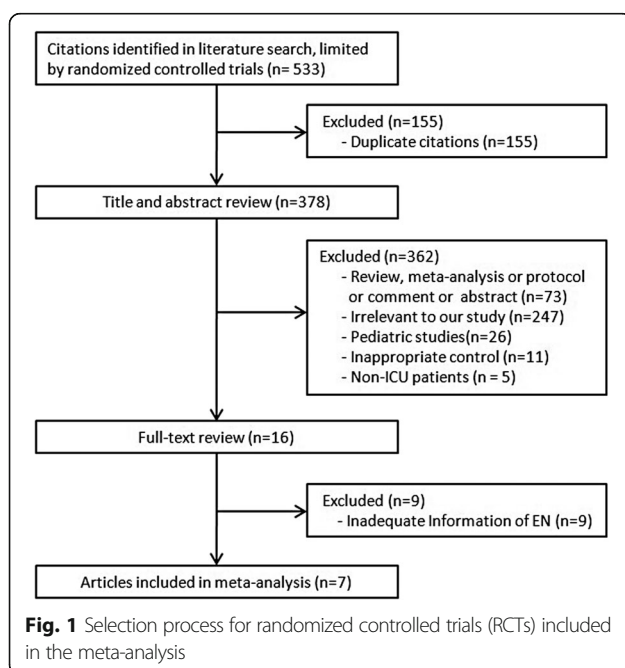 Citations identified in literature search, limited
by randomized controlled trials (n= 533)
Excluded (n=155)
- Duplicate citations (n=155)
Title and abstract review (n=378)
Excluded (n=362)
- Review, meta-analysis or protocol
or comment or abstract (n=73)
- Irrelevant to our study (n=247)
- Pediatric studies(n=26)
- Inappropriate control (n=11)
- Non-ICU patients (n = 5)
Full-text review (n=16)
Excluded (n=9)
- Inadequate Information of EN (n=9)
Articles included in meta-analysis (n=7)
Fig. 1 Selection process for randomized controlled trials (RCTs) included
in the meta-analysis